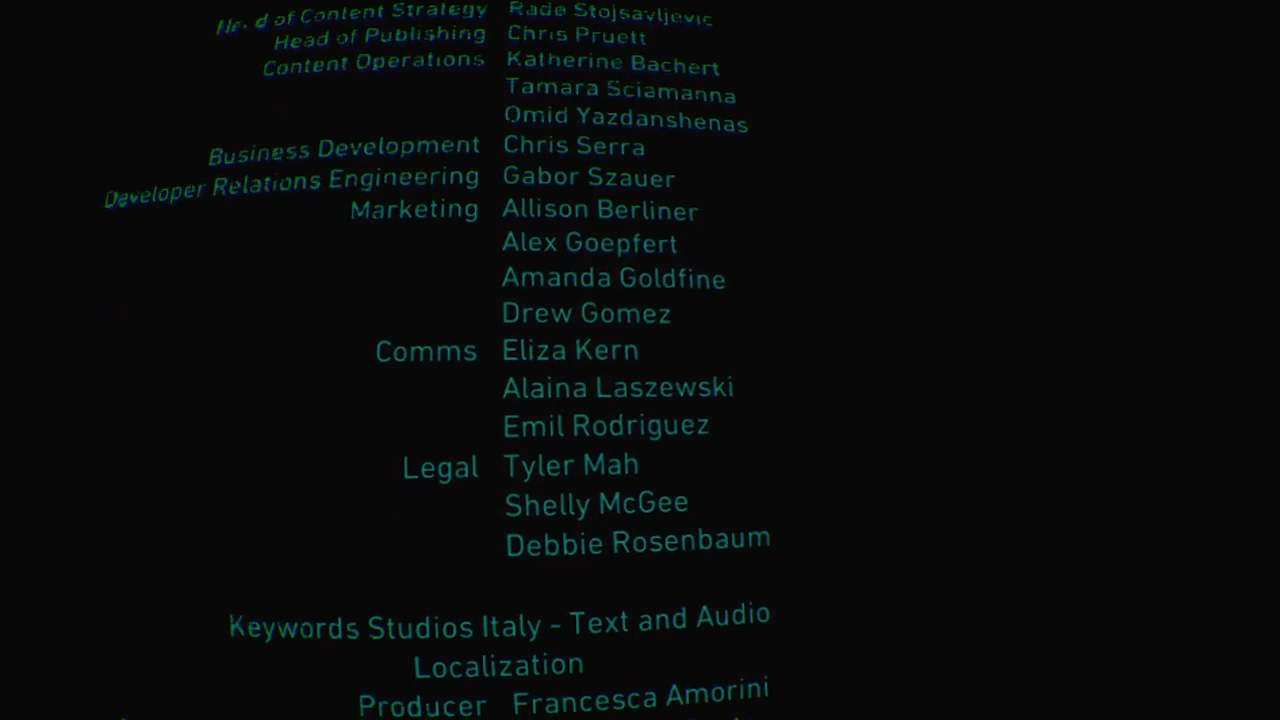 Head of Content Strategy Rade Stojsavljevic
Head of Publishing Chris Pruett
Content Operations Katherine Bachert
Tamara Sciamanna
Omid Yazdanshenas
Business Development Chris Serra
Developer Relations Engineering Gabor Szauer
Marketing Allison Berliner
Alex Goepfert
Amanda Goldfine
Drew Gomez
Comms Eliza Kern
Alaina Laszewski
Emil Rodriguez
Legal Tyler Mah
Shelly McGee
Debbie Rosenbaum
Keywords Studios Italy - Text and Audio
Localization
Producer Francesca Amorini